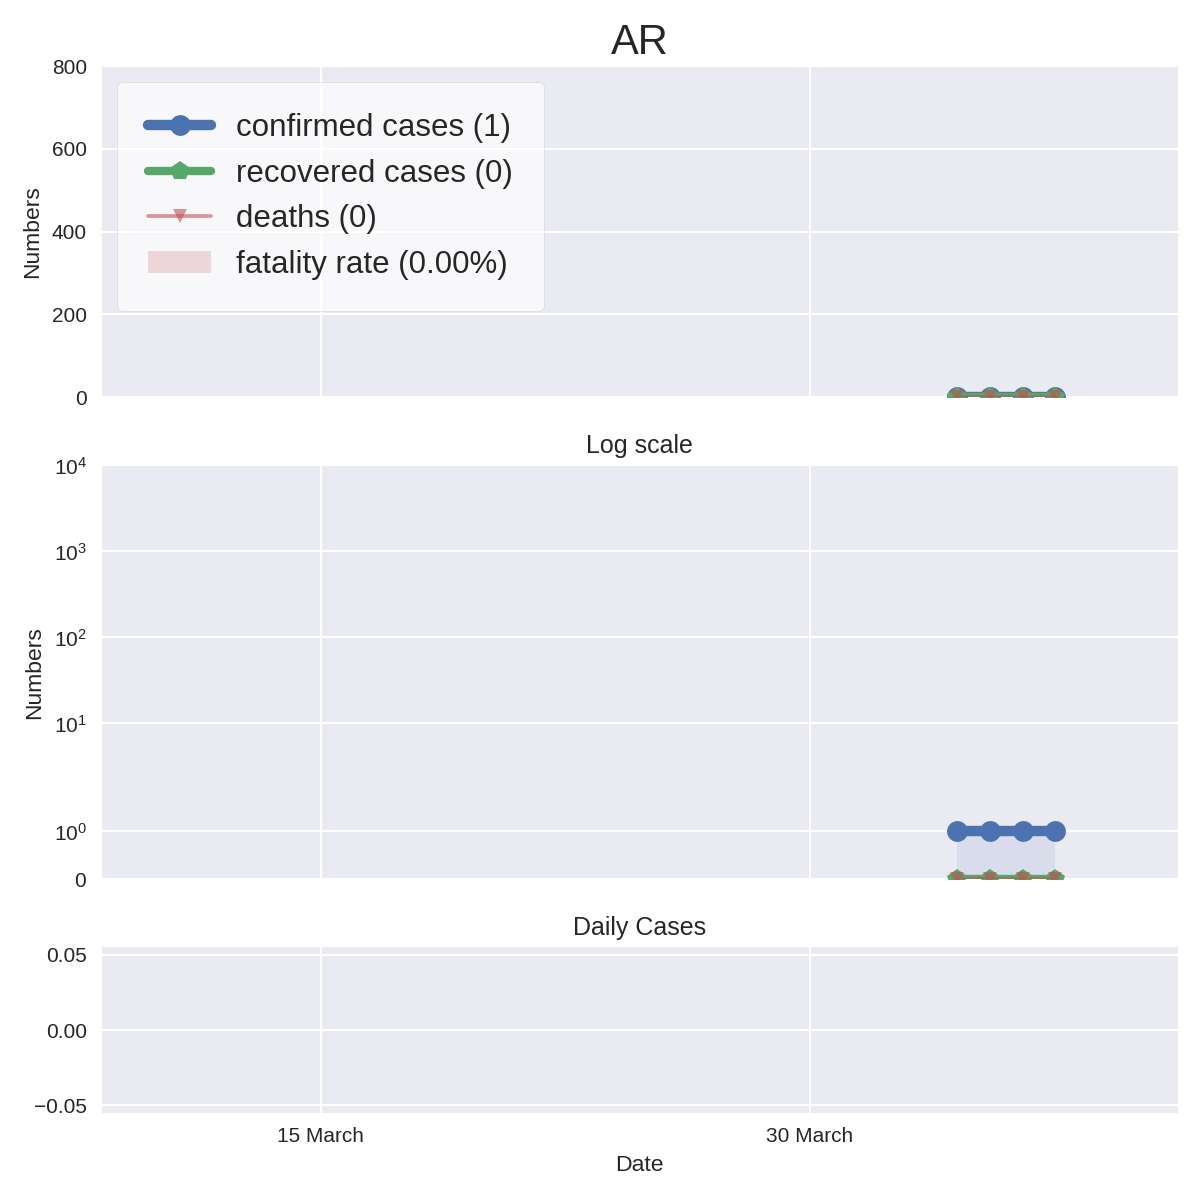 AR
800
600
400
200
0
Numbers
confirmed cases (1)
recovered cases (0)
deaths (0)
fatality rate (0.00%)
Log scale
10⁴
10³
10²
10¹
10⁰
0
Numbers
Daily Cases
0.05
0.00
−0.05
15 March
30 March
Date